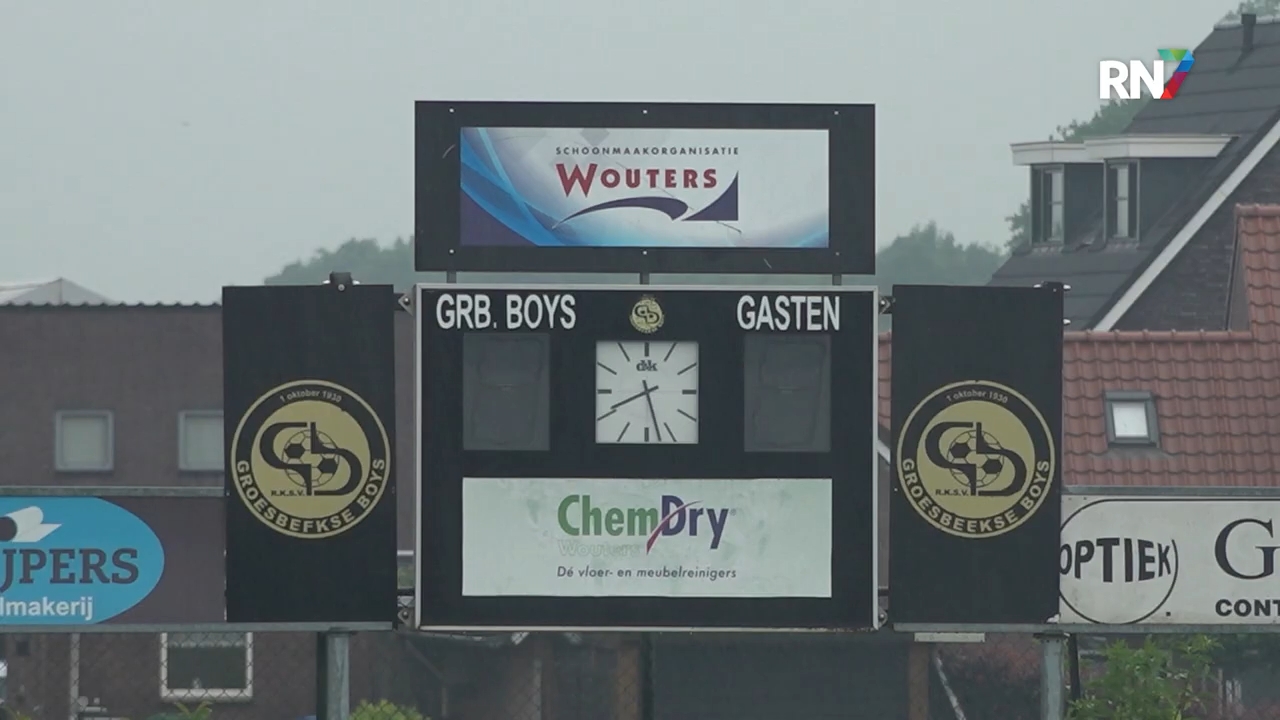 RN7
SCHOONMAAKORGANISATIE
WOUTERS
GRB. BOYS
GASTEN
d&k
1 oktober 1930
R.K.S.V.
GROESBEEKSE BOYS
1 oktober 1930
R.K.S.V.
GROESBEEKSE BOYS
ChemDry
Wouters
Dé vloer- en meubelreinigers
JPERS
lmakerij
OPTIEK
G
CONT